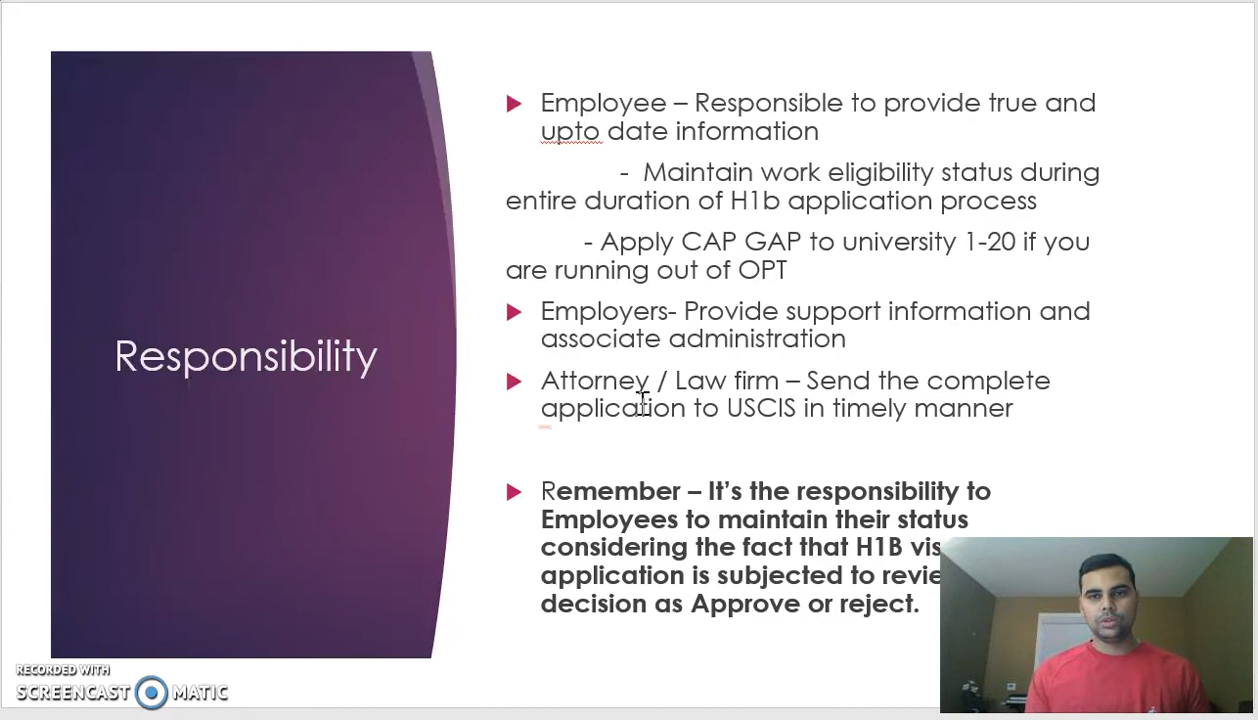 Responsibility
Employee – Responsible to provide true and
upto date information
- Maintain work eligibility status during
entire duration of H1b application process
- Apply CAP GAP to university 1-20 if you
are running out of OPT
Employers- Provide support information and
associate administration
Attorney / Law firm – Send the complete
application to USCIS in timely manner
Remember – It's the responsibility to
Employees to maintain their status
considering the fact that H1B
application is subjected to
decision as Approve or reject.
RECORDED WITH
SCREENCAST MATIC